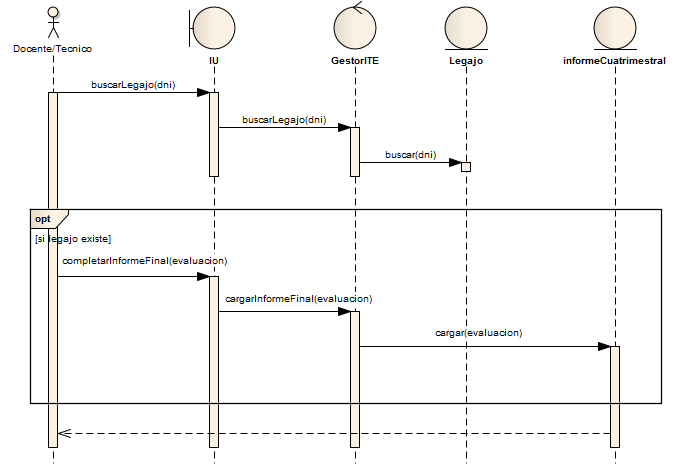 Docente/Tecnico
IU
GestorITE
Legajo
informeCuatrimestral
buscarLegajo(dni)
buscarLegajo(dni)
buscar(dni)
opt
[si legajo existe]
completarInformeFinal(evaluacion)
cargarInformeFinal(evaluacion)
cargar(evaluacion)